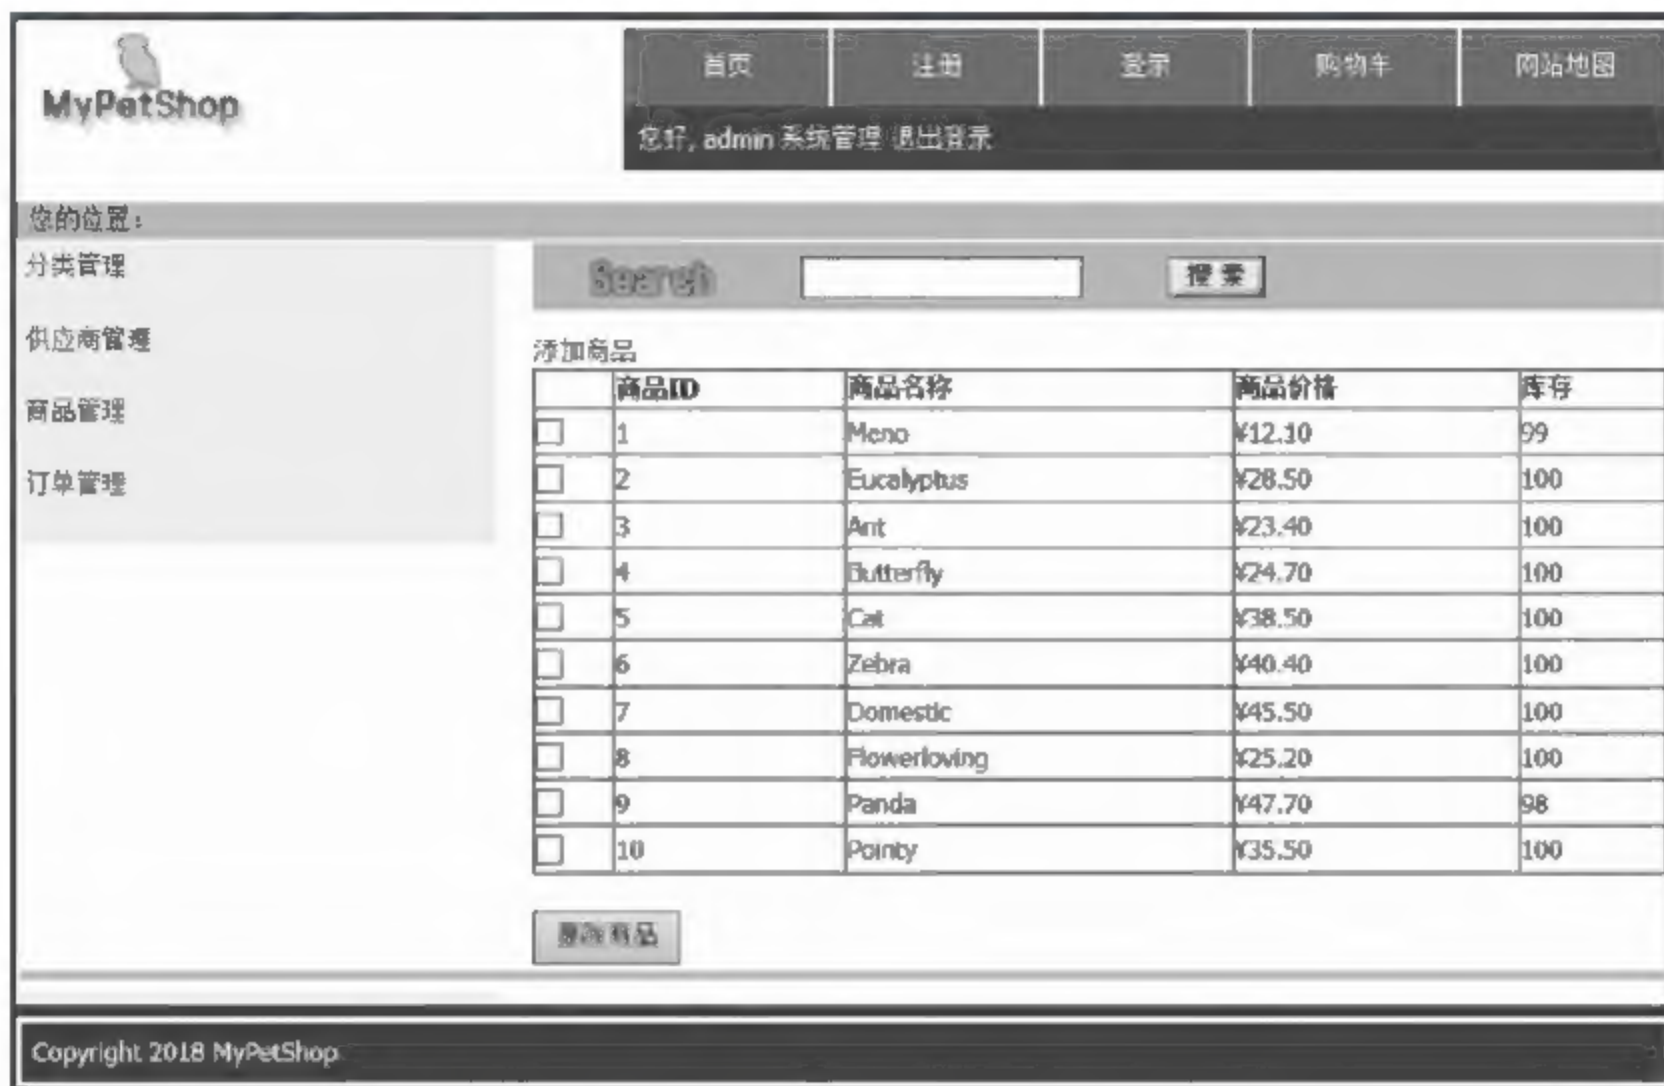 MyPetShop
首页 注册 登录 购物车 网站地图
您好, admin 系统管理 退出登录
您的位置：
分类管理
供应商管理
商品管理
订单管理
Search 搜索
添加商品
商品ID 商品名称 商品价格 库存
1 Meno ¥12.10 99
2 Eucalyptus ¥28.50 100
3 Ant ¥23.40 100
4 Butterfly ¥24.70 100
5 Cat ¥38.50 100
6 Zebra ¥40.40 100
7 Domestic ¥45.50 100
8 Flowerloving ¥25.20 100
9 Panda ¥47.70 98
10 Pointy ¥35.50 100
商品
Copyright 2018 MyPetShop